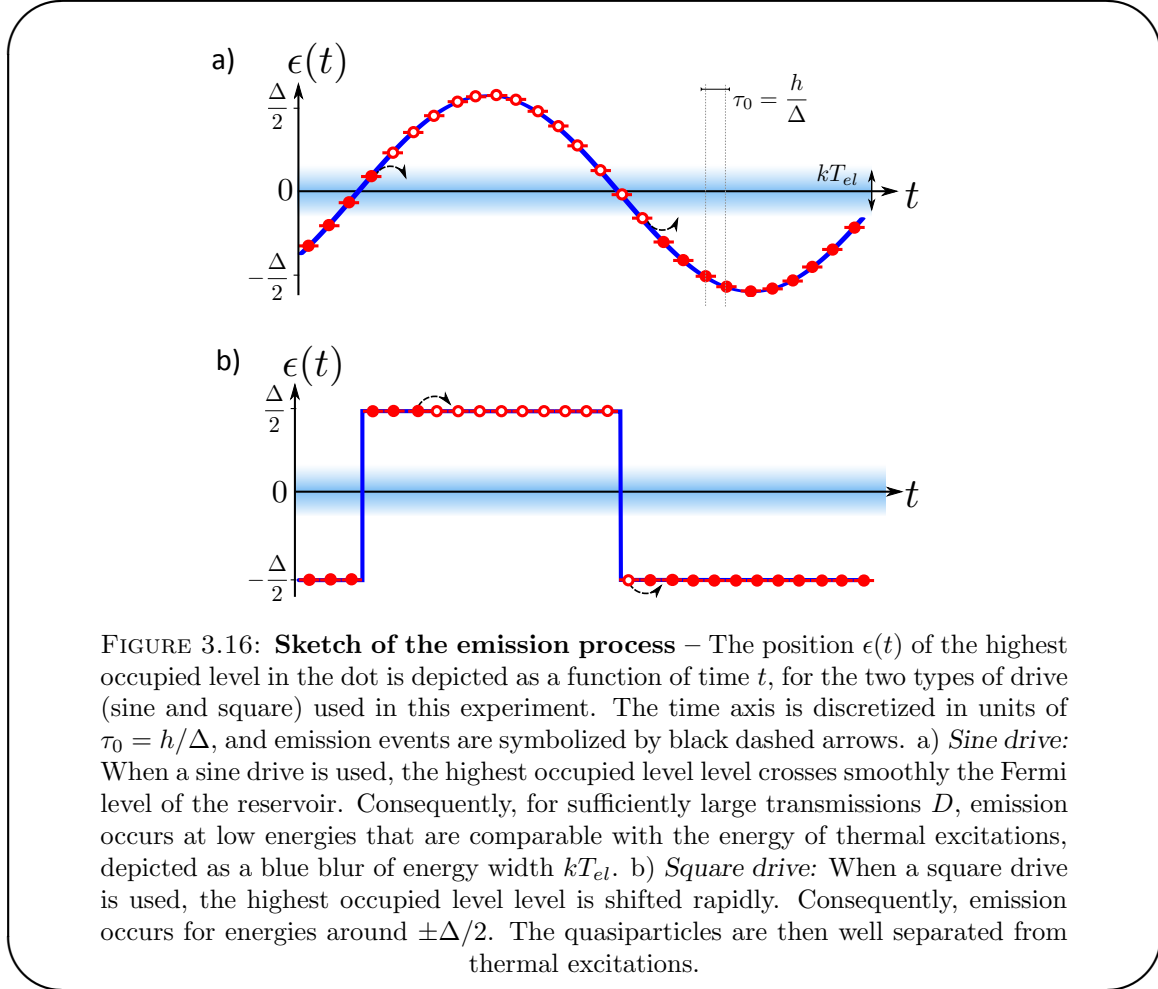 a)
ϵ(t)
Δ/2
τ₀ = h/Δ
kT_el
0
t
−Δ/2
b)
ϵ(t)
Δ/2
0
t
−Δ/2
FIGURE 3.16: Sketch of the emission process – The position ϵ(t) of the highest
occupied level in the dot is depicted as a function of time t, for the two types of drive
(sine and square) used in this experiment. The time axis is discretized in units of
τ₀ = h/Δ, and emission events are symbolized by black dashed arrows. a) Sine drive:
When a sine drive is used, the highest occupied level level crosses smoothly the Fermi
level of the reservoir. Consequently, for sufficiently large transmissions D, emission
occurs at low energies that are comparable with the energy of thermal excitations,
depicted as a blue blur of energy width kT_el. b) Square drive: When a square drive
is used, the highest occupied level level is shifted rapidly. Consequently, emission
occurs for energies around ±Δ/2. The quasiparticles are then well separated from
thermal excitations.